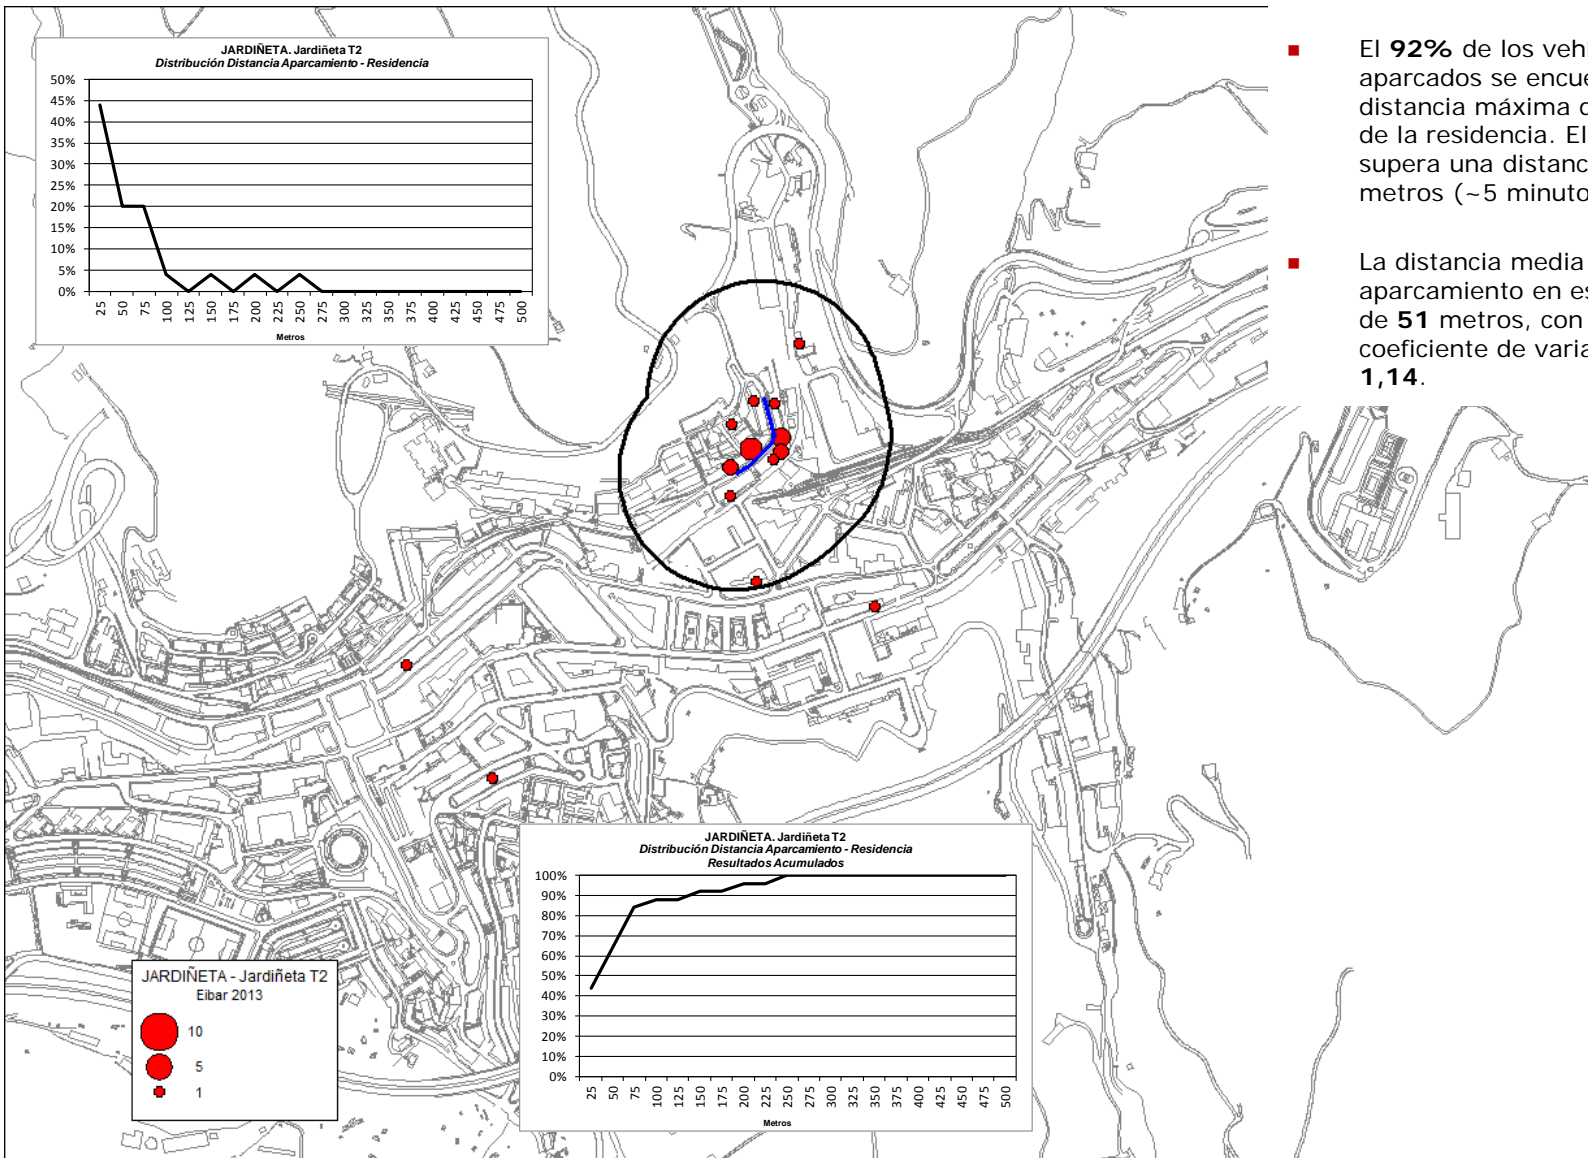 JARDIÑETA. Jardiñeta T2
Distribución Distancia Aparcamiento - Residencia
50%
45%
40%
35%
30%
25%
20%
15%
10%
5%
0%
25 50 75 100 125 150 175 200 225 250 275 300 325 350 375 400 425 450 475 500
Metros
El 92% de los
aparcados se
distancia máxima
de la residencia. El
supera una
metros (~5
La distancia media
aparcamiento en
de 51 metros, con
coeficiente de
1,14.
JARDIÑETA. Jardiñeta T2
Distribución Distancia Aparcamiento - Residencia
Resultados Acumulados
100%
90%
80%
70%
60%
50%
40%
30%
20%
10%
0%
25 50 75 100 125 150 175 200 225 250 275 300 325 350 375 400 425 450 475 500
Metros
JARDIÑETA - Jardiñeta T2
Eibar 2013
10
5
1